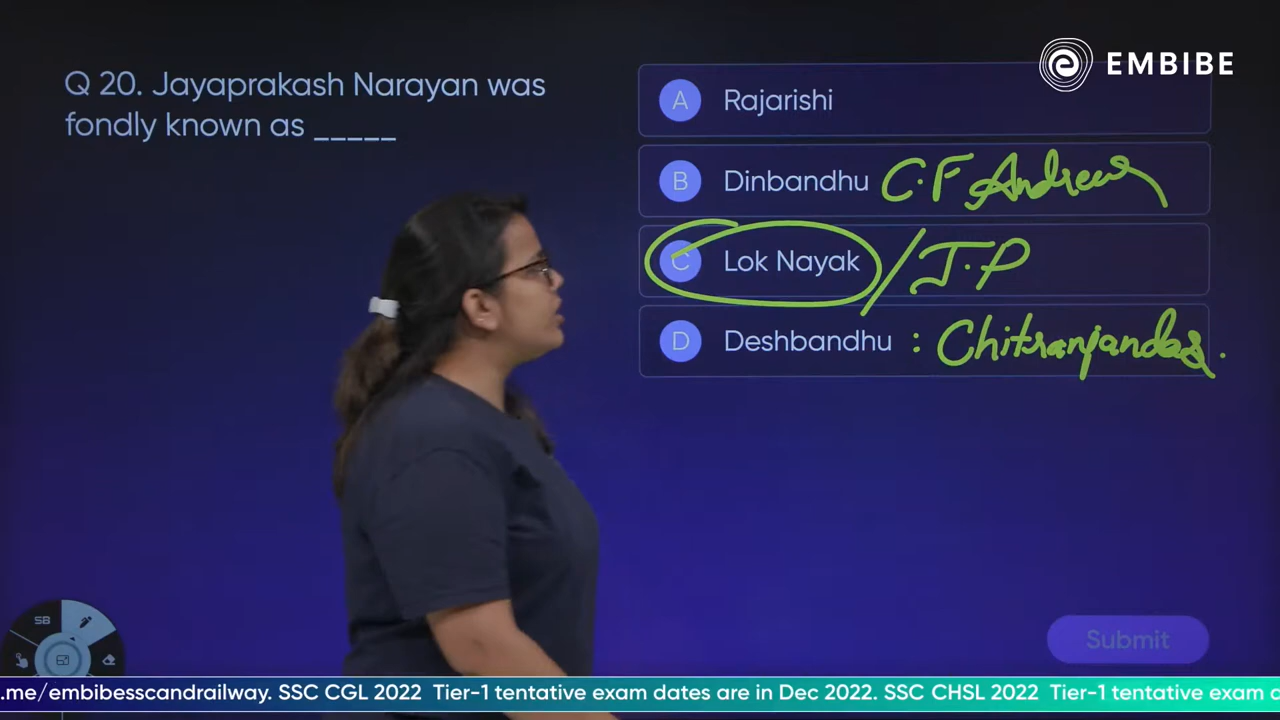 EMBIBE
Q 20. Jayaprakash Narayan was
fondly known as _____
A Rajarishi
B Dinbandhu C.F Andrews
C Lok Nayak / J.P
D Deshbandhu : Chitranjandas.
SB
Submit
.me/embibesscandrailway. SSC CGL 2022 Tier-1 tentative exam dates are in Dec 2022. SSC CHSL 2022 Tier-1 tentative exam d